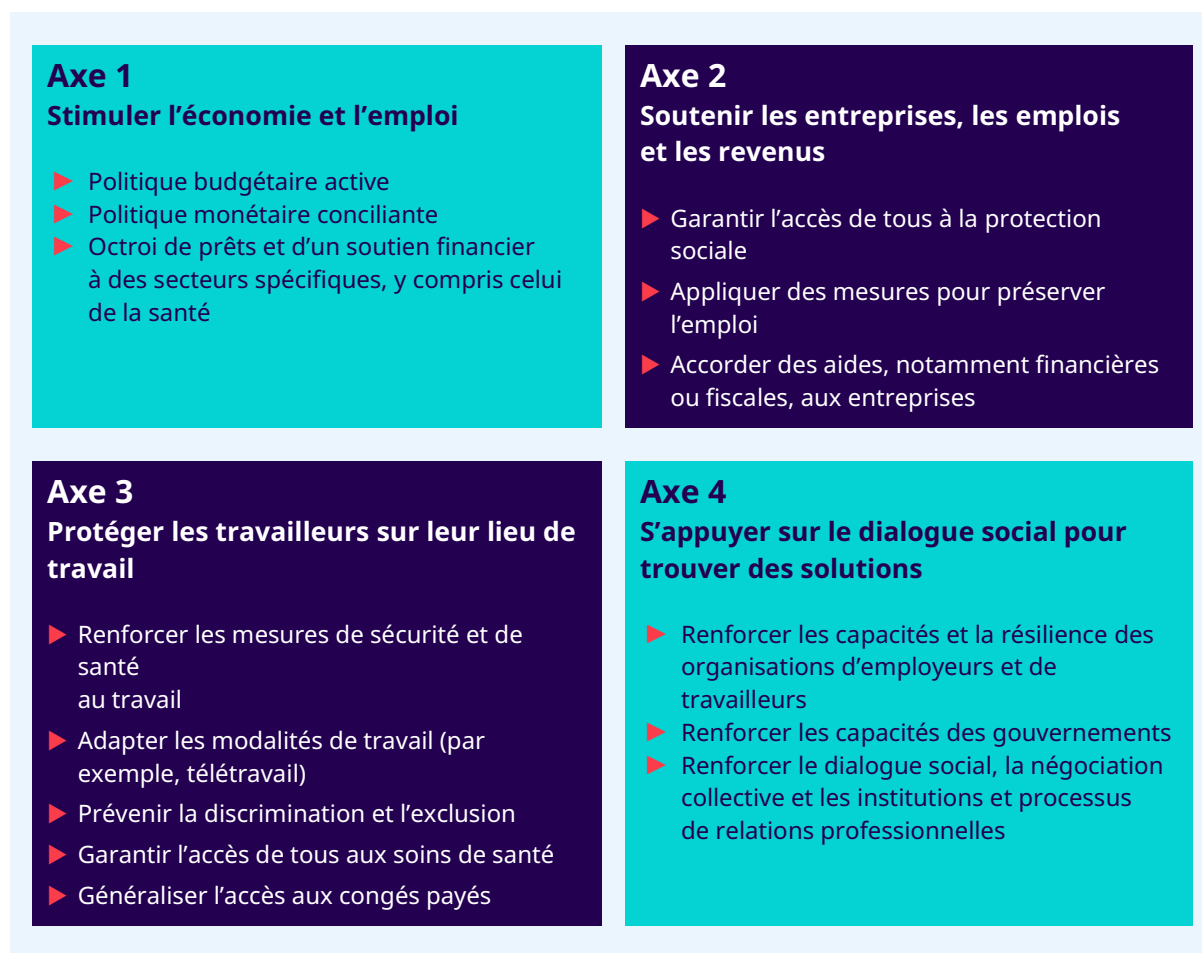 Axe 1
Stimuler l’économie et l’emploi
▶ Politique budgétaire active
▶ Politique monétaire conciliante
▶ Octroi de prêts et d’un soutien financier
à des secteurs spécifiques, y compris celui
de la santé
Axe 2
Soutenir les entreprises, les emplois
et les revenus
▶ Garantir l’accès de tous à la protection
sociale
▶ Appliquer des mesures pour préserver
l’emploi
▶ Accorder des aides, notamment financières
ou fiscales, aux entreprises
Axe 3
Protéger les travailleurs sur leur lieu de
travail
▶ Renforcer les mesures de sécurité et de
santé
au travail
▶ Adapter les modalités de travail (par
exemple, télétravail)
▶ Prévenir la discrimination et l’exclusion
▶ Garantir l’accès de tous aux soins de santé
▶ Généraliser l’accès aux congés payés
Axe 4
S’appuyer sur le dialogue social pour
trouver des solutions
▶ Renforcer les capacités et la résilience des
organisations d’employeurs et de
travailleurs
▶ Renforcer les capacités des gouvernements
▶ Renforcer le dialogue social, la négociation
collective et les institutions et processus
de relations professionnelles